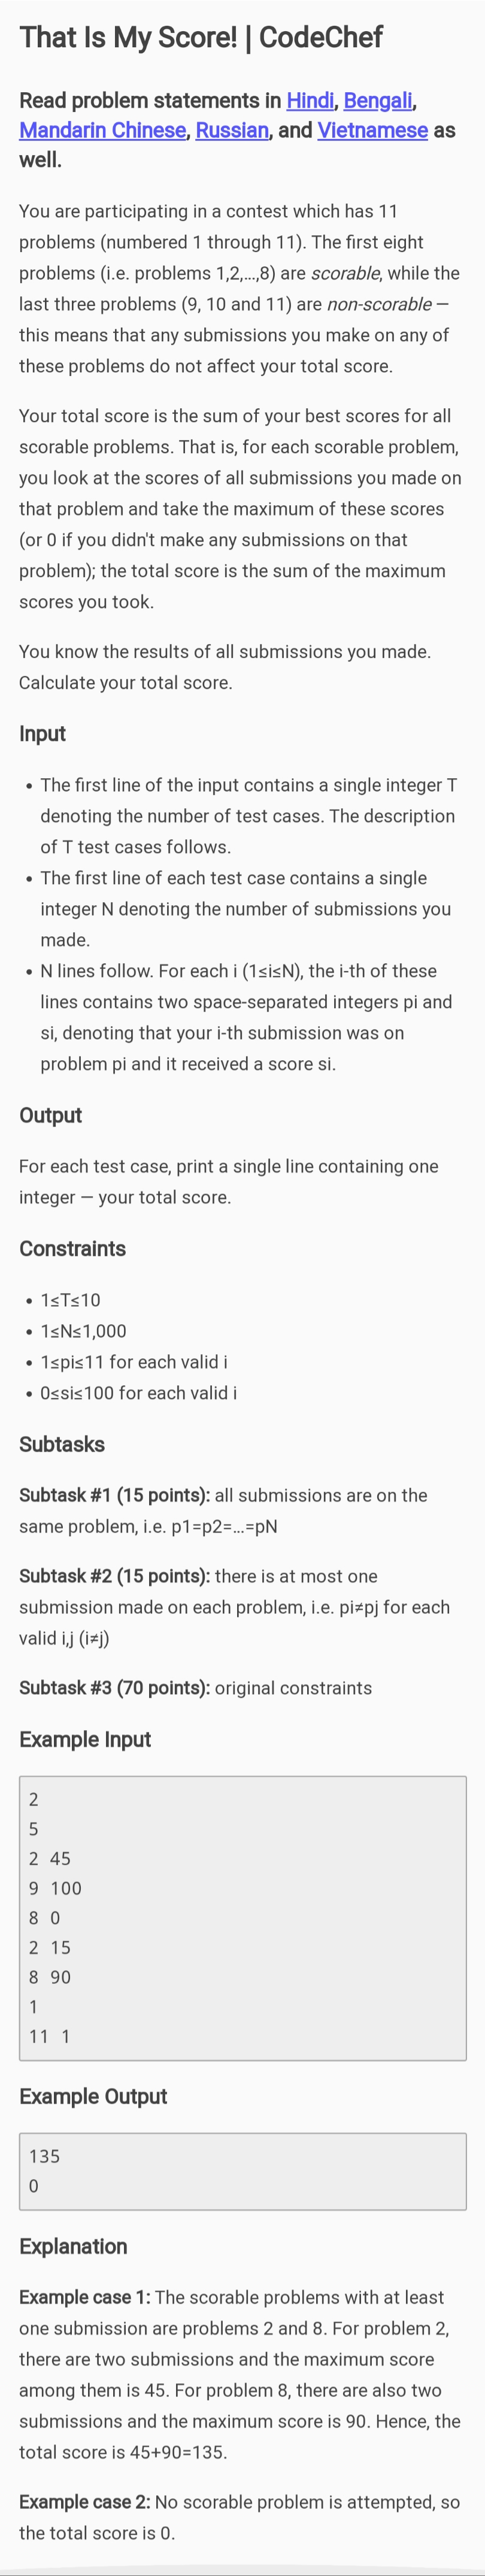 That Is My Score! | CodeChef
Read problem statements in Hindi, Bengali,
Mandarin Chinese, Russian, and Vietnamese as
well.
You are participating in a contest which has 11
problems (numbered 1 through 11). The first eight
problems (i.e. problems 1,2,…,8) are scorable, while the
last three problems (9, 10 and 11) are non-scorable —
this means that any submissions you make on any of
these problems do not affect your total score.
Your total score is the sum of your best scores for all
scorable problems. That is, for each scorable problem,
you look at the scores of all submissions you made on
that problem and take the maximum of these scores
(or 0 if you didn't make any submissions on that
problem); the total score is the sum of the maximum
scores you took.
You know the results of all submissions you made.
Calculate your total score.
Input
• The first line of the input contains a single integer T
denoting the number of test cases. The description
of T test cases follows.
• The first line of each test case contains a single
integer N denoting the number of submissions you
made.
• N lines follow. For each i (1≤i≤N), the i-th of these
lines contains two space-separated integers pi and
si, denoting that your i-th submission was on
problem pi and it received a score si.
Output
For each test case, print a single line containing one
integer — your total score.
Constraints
• 1≤T≤10
• 1≤N≤1,000
• 1≤pi≤11 for each valid i
• 0≤si≤100 for each valid i
Subtasks
Subtask #1 (15 points): all submissions are on the
same problem, i.e. p1=p2=…=pN
Subtask #2 (15 points): there is at most one
submission made on each problem, i.e. pi≠pj for each
valid i,j (i≠j)
Subtask #3 (70 points): original constraints
Example Input
2
5
2 45
9 100
8 0
2 15
8 90
1
11 1
Example Output
135
0
Explanation
Example case 1: The scorable problems with at least
one submission are problems 2 and 8. For problem 2,
there are two submissions and the maximum score
among them is 45. For problem 8, there are also two
submissions and the maximum score is 90. Hence, the
total score is 45+90=135.
Example case 2: No scorable problem is attempted, so
the total score is 0.